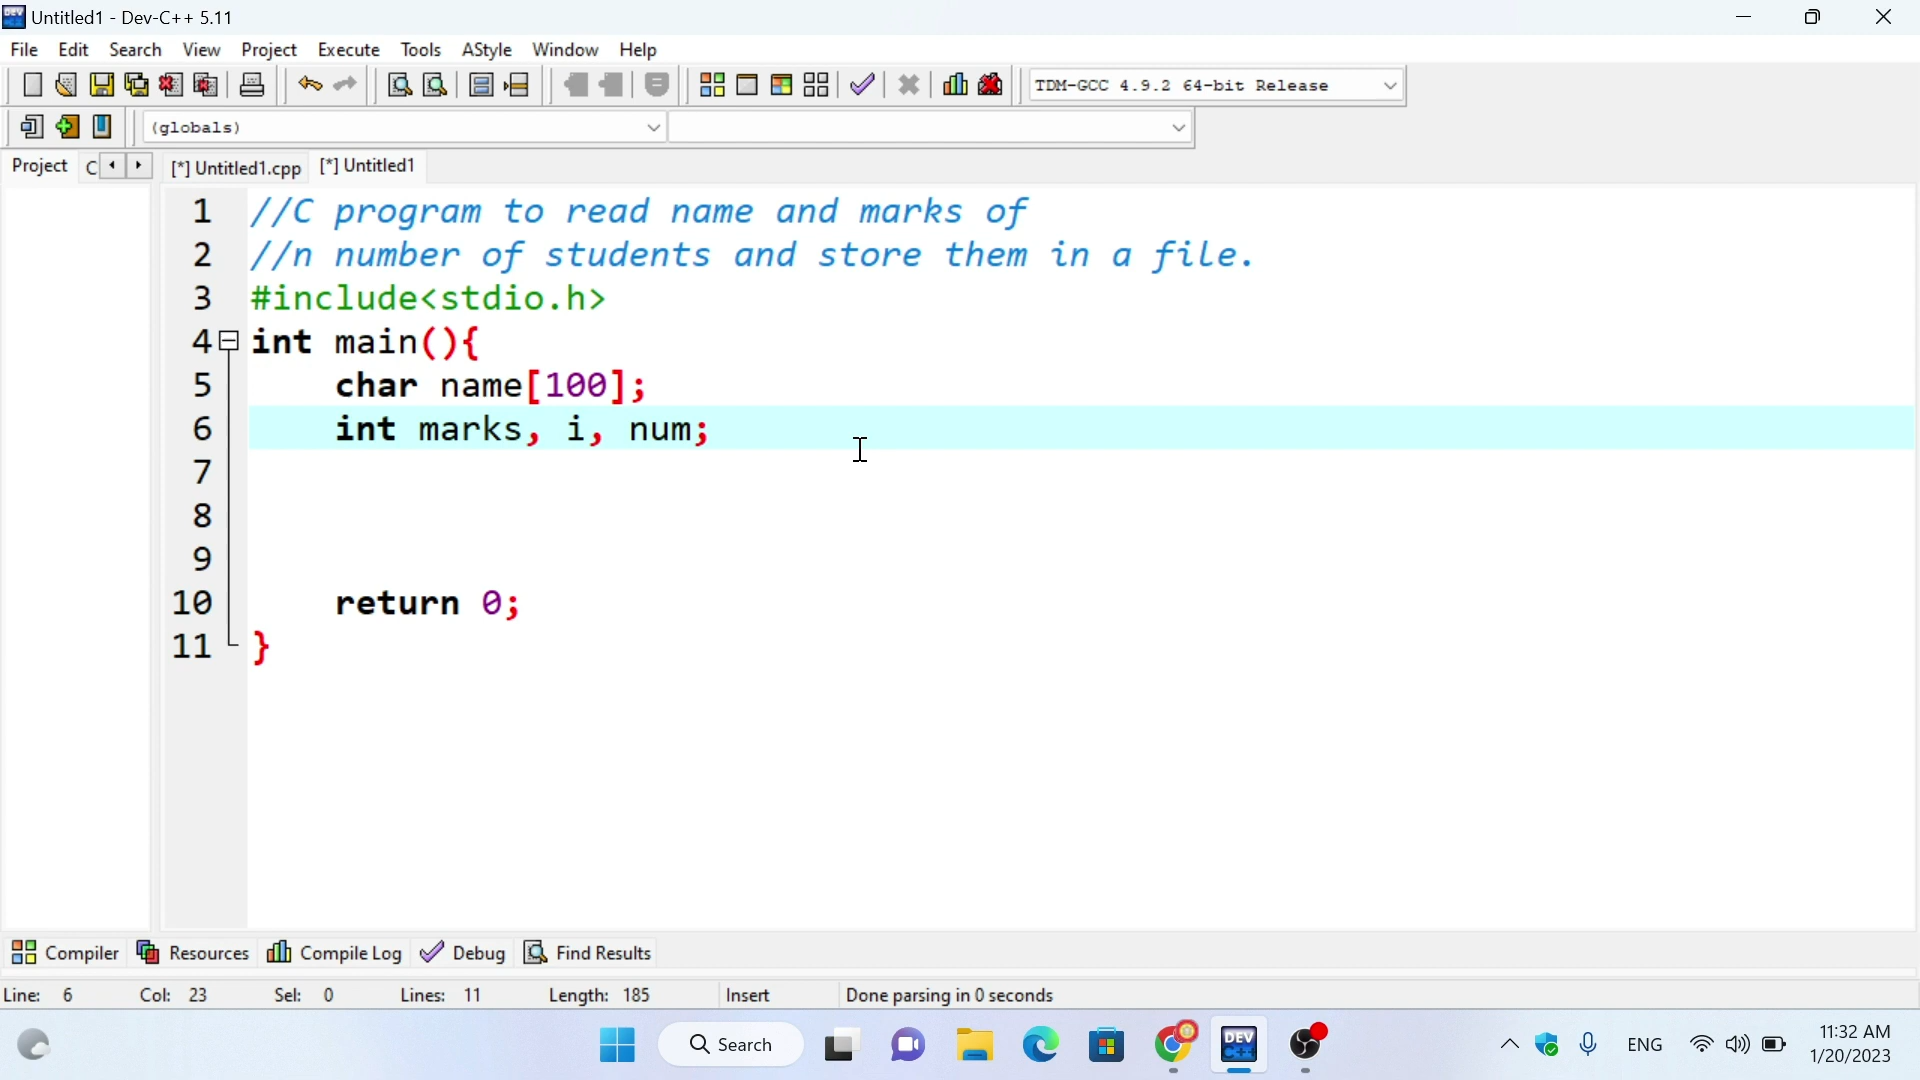 Untitled1 - Dev-C++ 5.11
File Edit Search View Project Execute Tools AStyle Window Help
TDM-GCC 4.9.2 64-bit Release
(globals)
Project C [*] Untitled1.cpp [*] Untitled1
1 //C program to read name and marks of
2 //n number of students and store them in a file.
3 #include<stdio.h>
4 int main(){
5 char name[100];
6 int marks, i, num;
7
8
9
10 return 0;
11 }
Compiler Resources Compile Log Debug Find Results
Line: 6 Col: 23 Sel: 0 Lines: 11 Length: 185 Insert Done parsing in 0 seconds
Search DEV C++ ENG 11:32 AM
1/20/2023